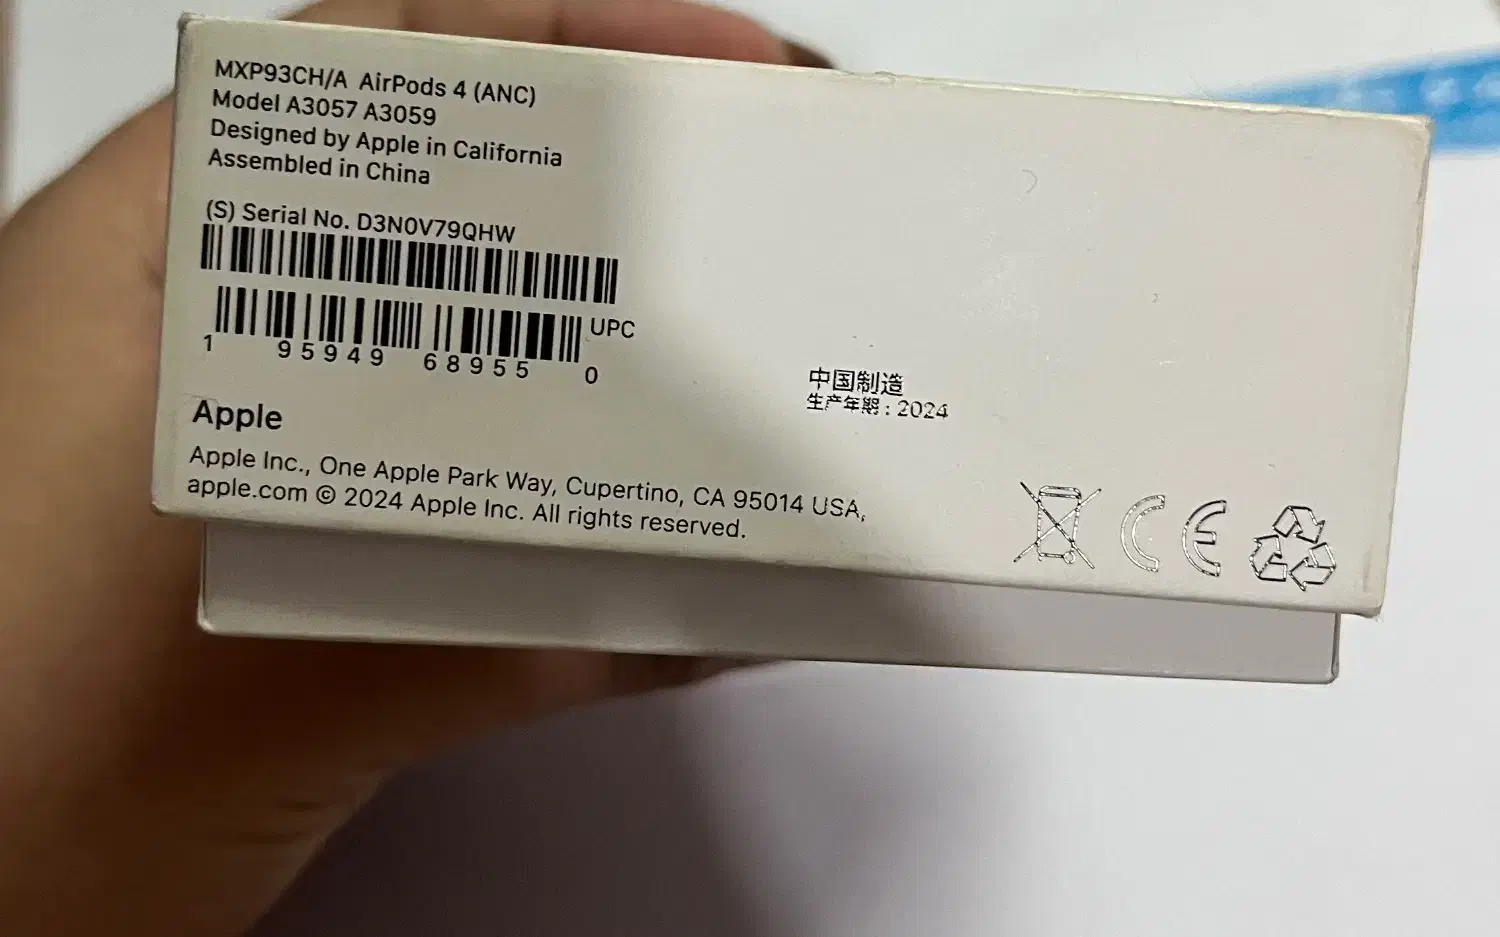 MXP93CH/A AirPods 4 (ANC)
Model A3057 A3059
Designed by Apple in California
Assembled in China
(S) Serial No. D3N0V79QHW
UPC
1 95949 68955 0
中国制造
生产年期 : 2024
Apple
Apple Inc., One Apple Park Way, Cupertino, CA 95014 USA,
apple.com © 2024 Apple Inc. All rights reserved.
CE